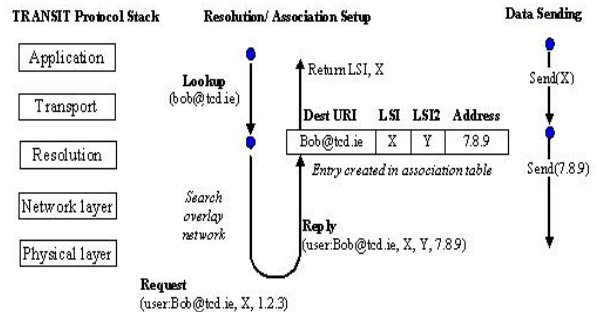 TRANSIT Protocol Stack
Application
Transport
Resolution
Network layer
Physical layer
Resolution/ Association Setup
Lookup
(bob@tcd.ie)
Return LSI, X
Dest URI LSI LSI2 Address
Bob@tcd.ie X Y 7.8.9
Entry created in association table
Search
overlay
network
Reply
(user:Bob@tcd.ie, X, Y, 7.8.9)
Request
(user:Bob@tcd.ie, X, 1.2.3)
Data Sending
Send(X)
Send(7.8.9)